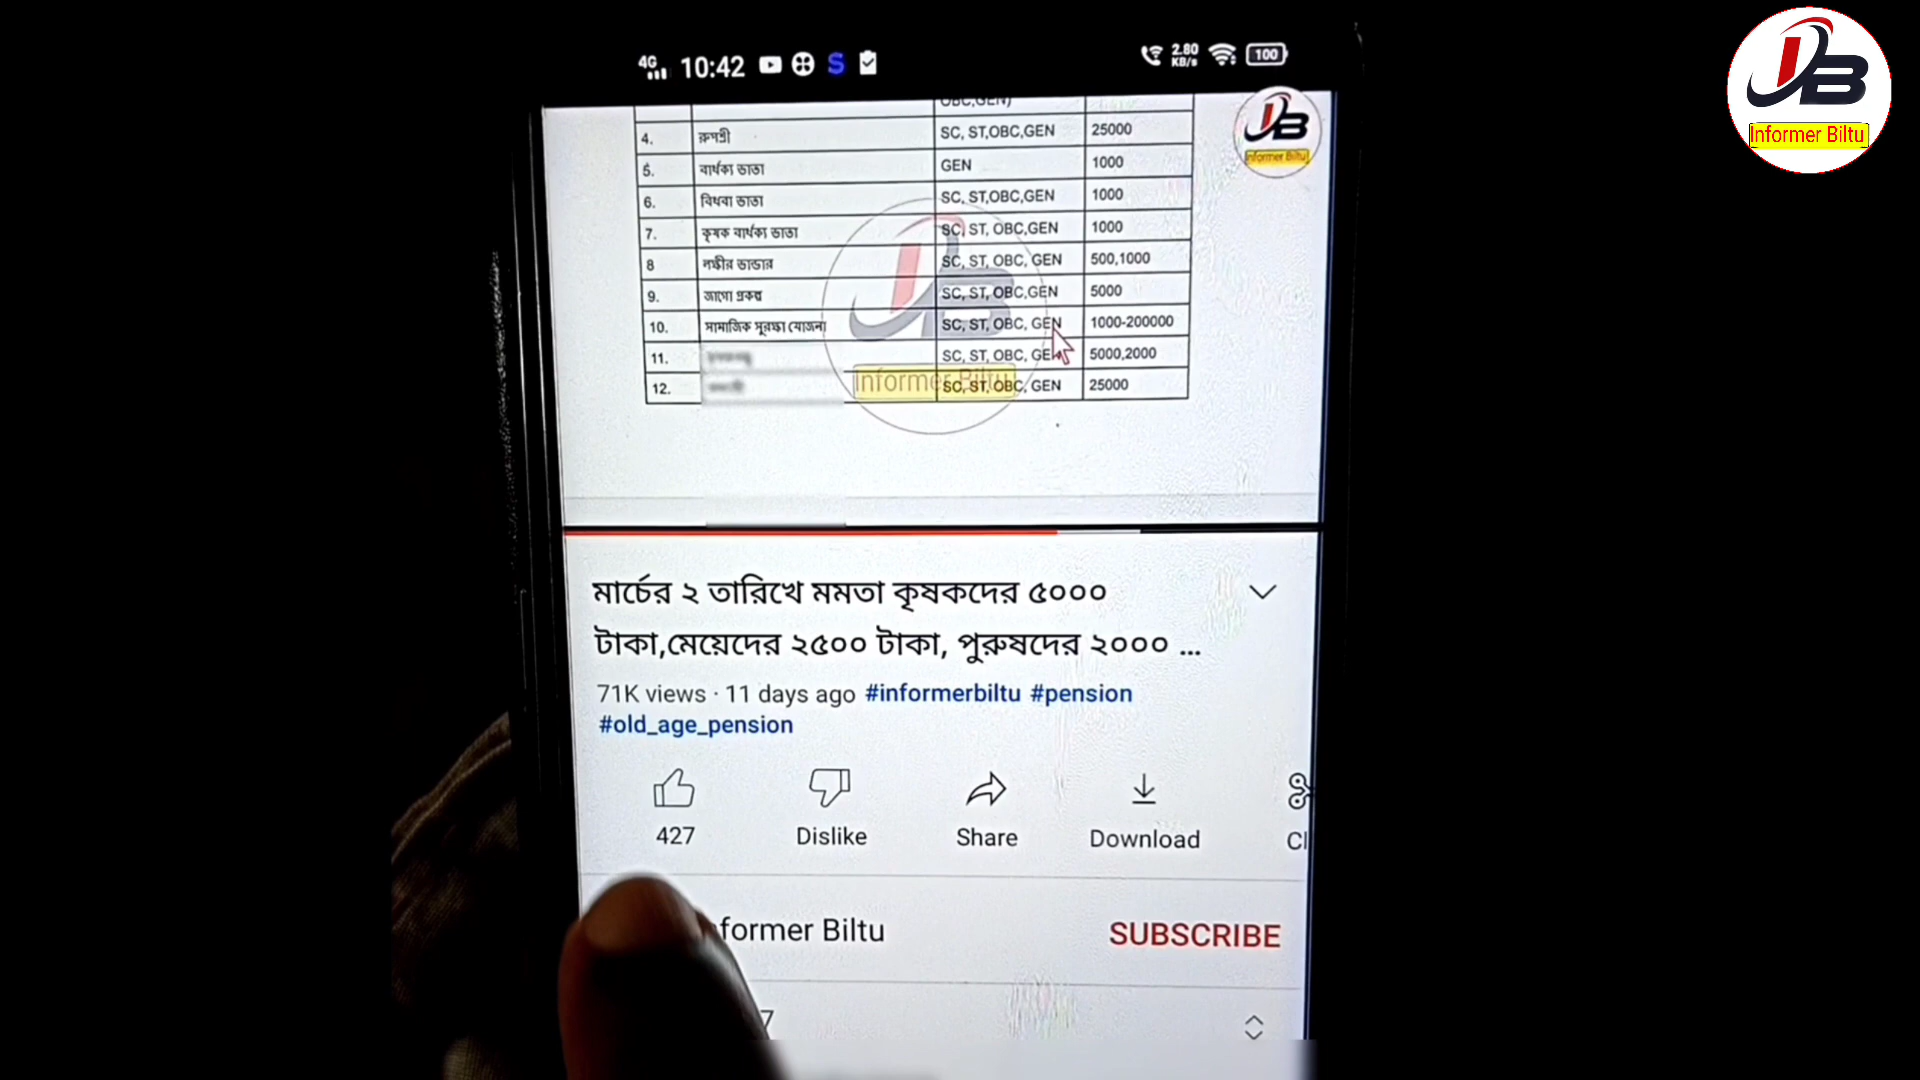 4G 10:42 S 2.80 KB/s 100
JB
Informer Biltu
OBC,GEN)
4. রুপশ্রী SC, ST,OBC,GEN 25000
5. বার্ধক্য ভাতা GEN 1000
6. বিধবা ভাতা SC, ST,OBC,GEN 1000
7. কৃষক বার্ধক্য ভাতা SC, ST, OBC,GEN 1000
8 লক্ষীর ভান্ডার SC, ST, OBC, GEN 500,1000
9. জাগো প্রকল্প SC, ST, OBC,GEN 5000
10. সামাজিক সুরক্ষা যোজনা SC, ST, OBC, GEN 1000-200000
11. SC, ST, OBC, GEN 5000,2000
12. SC, ST, OBC, GEN 25000
Informer Biltu
মার্চের ২ তারিখে মমতা কৃষকদের ৫০০০
টাকা,মেয়েদের ২৫০০ টাকা, পুরুষদের ২০০০ ...
71K views · 11 days ago #informerbiltu #pension
#old_age_pension
427 Dislike Share Download Cl
nformer Biltu SUBSCRIBE
7